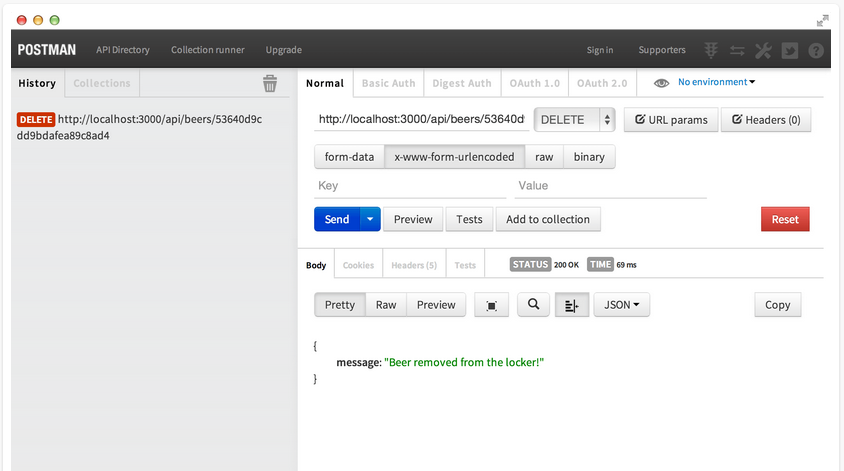 POSTMAN API Directory Collection runner Upgrade Sign in Supporters
History Collections
DELETE http://localhost:3000/api/beers/53640d9c
dd9bdafea89c8ad4
Normal Basic Auth Digest Auth OAuth 1.0 OAuth 2.0 No environment
http://localhost:3000/api/beers/53640d DELETE URL params Headers (0)
form-data x-www-form-urlencoded raw binary
Key Value
Send Preview Tests Add to collection Reset
Body Cookies Headers (5) Tests STATUS 200 OK TIME 69 ms
Pretty Raw Preview JSON Copy
{
message: "Beer removed from the locker!"
}